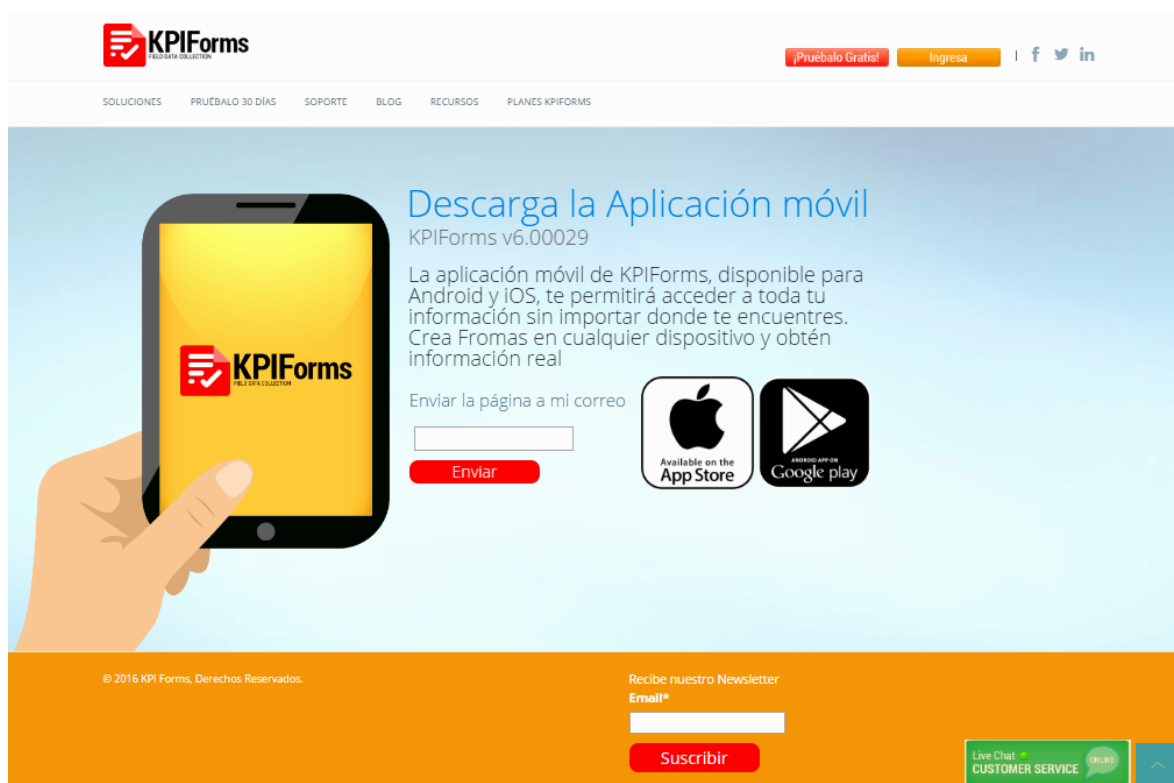 KPIForms
FIELD DATA COLLECTION
¡Pruébalo Gratis!
Ingresa
SOLUCIONES
PRUÉBALO 30 DÍAS
SOPORTE
BLOG
RECURSOS
PLANES KPIFORMS
Descarga la Aplicación móvil
KPIForms v6.00029
La aplicación móvil de KPIForms, disponible para
Android y iOS, te permitirá acceder a toda tu
información sin importar donde te encuentres.
Crea Fromas en cualquier dispositivo y obtén
información real
KPIForms
FIELD DATA COLLECTION
Enviar la página a mi correo
Enviar
Available on the
App Store
ANDROID APP ON
Google play
© 2016 KPI Forms, Derechos Reservados.
Recibe nuestro Newsletter
Email*
Suscribir
Live Chat
CUSTOMER SERVICE
ONLINE